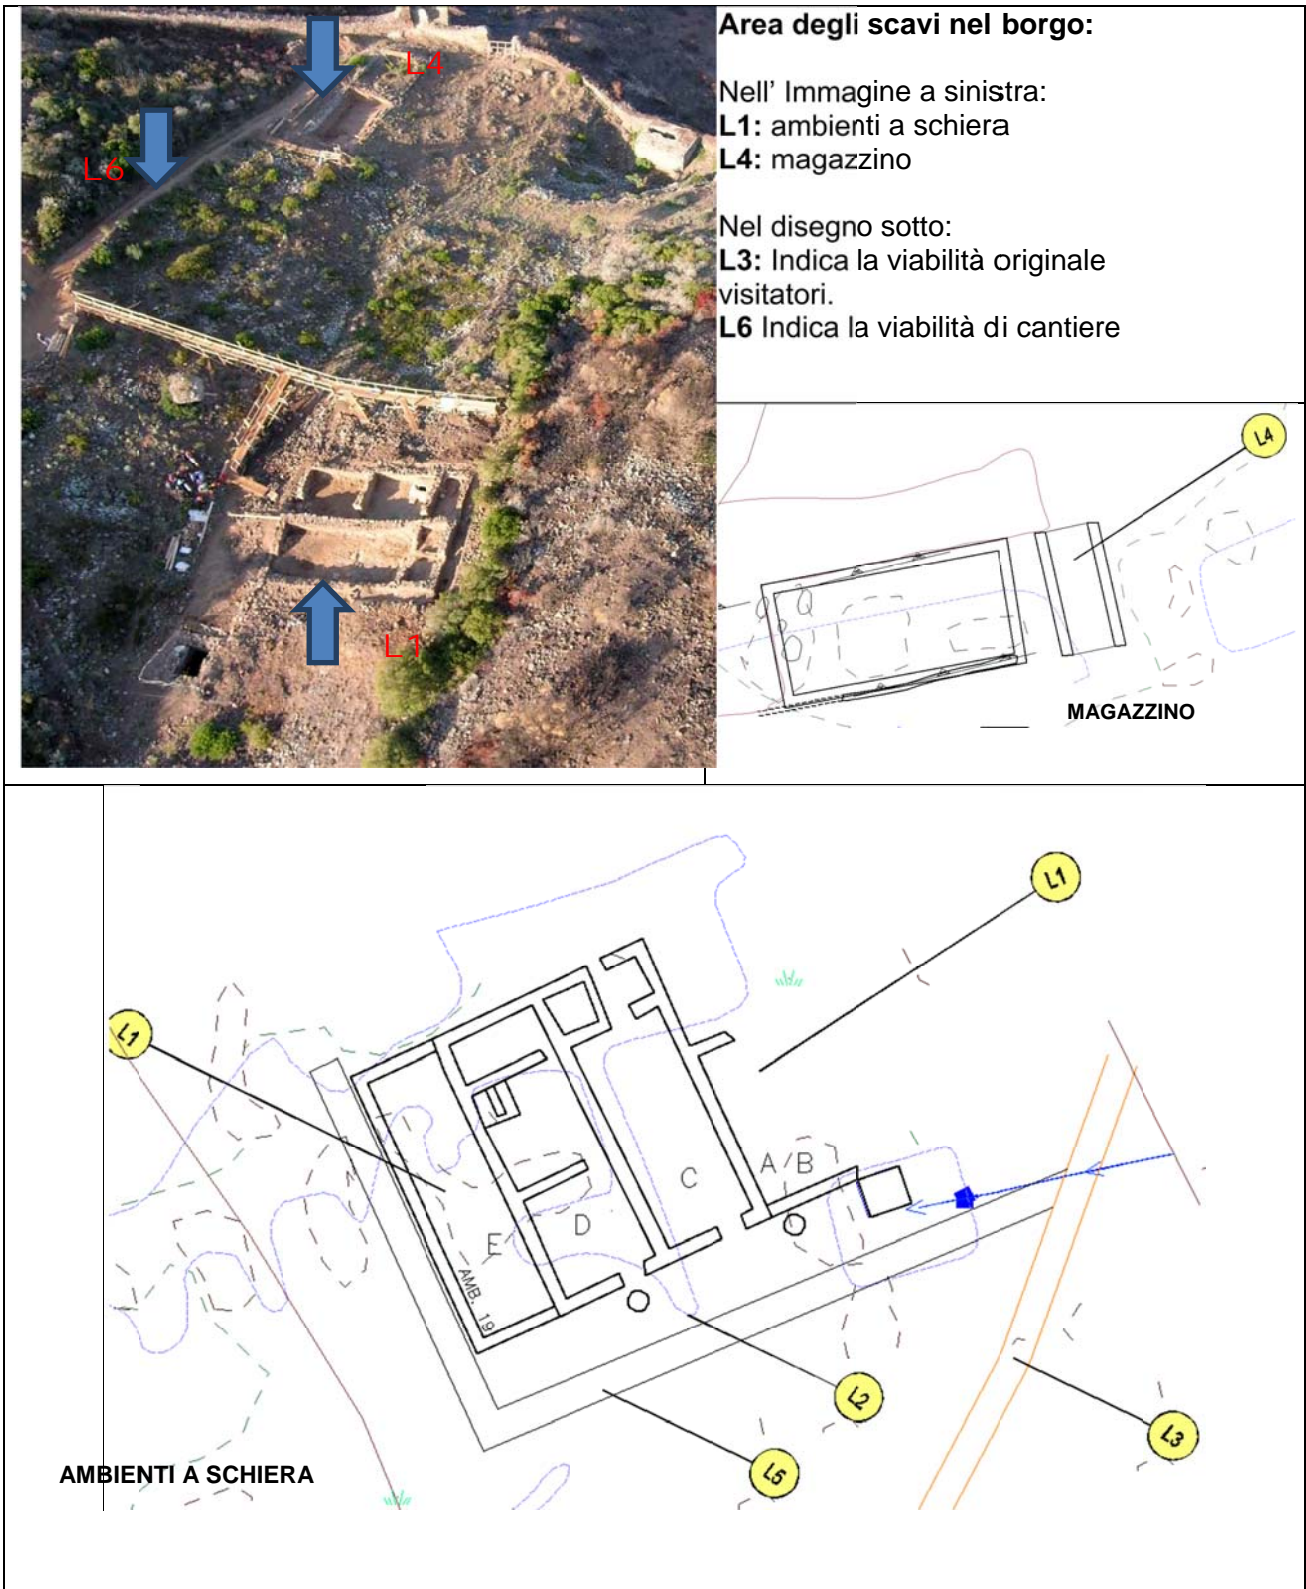 Area degli scavi nel borgo:
Nell' Immagine a sinistra:
L1: ambienti a schiera
L4: magazzino
Nel disegno sotto:
L3: Indica la viabilità originale
visitatori.
L6 Indica la viabilità di cantiere
L4
L6
L1
L4
MAGAZZINO
L1
L1
A/B
C
D
E
AMB. 19
L2
L3
L5
AMBIENTI A SCHIERA